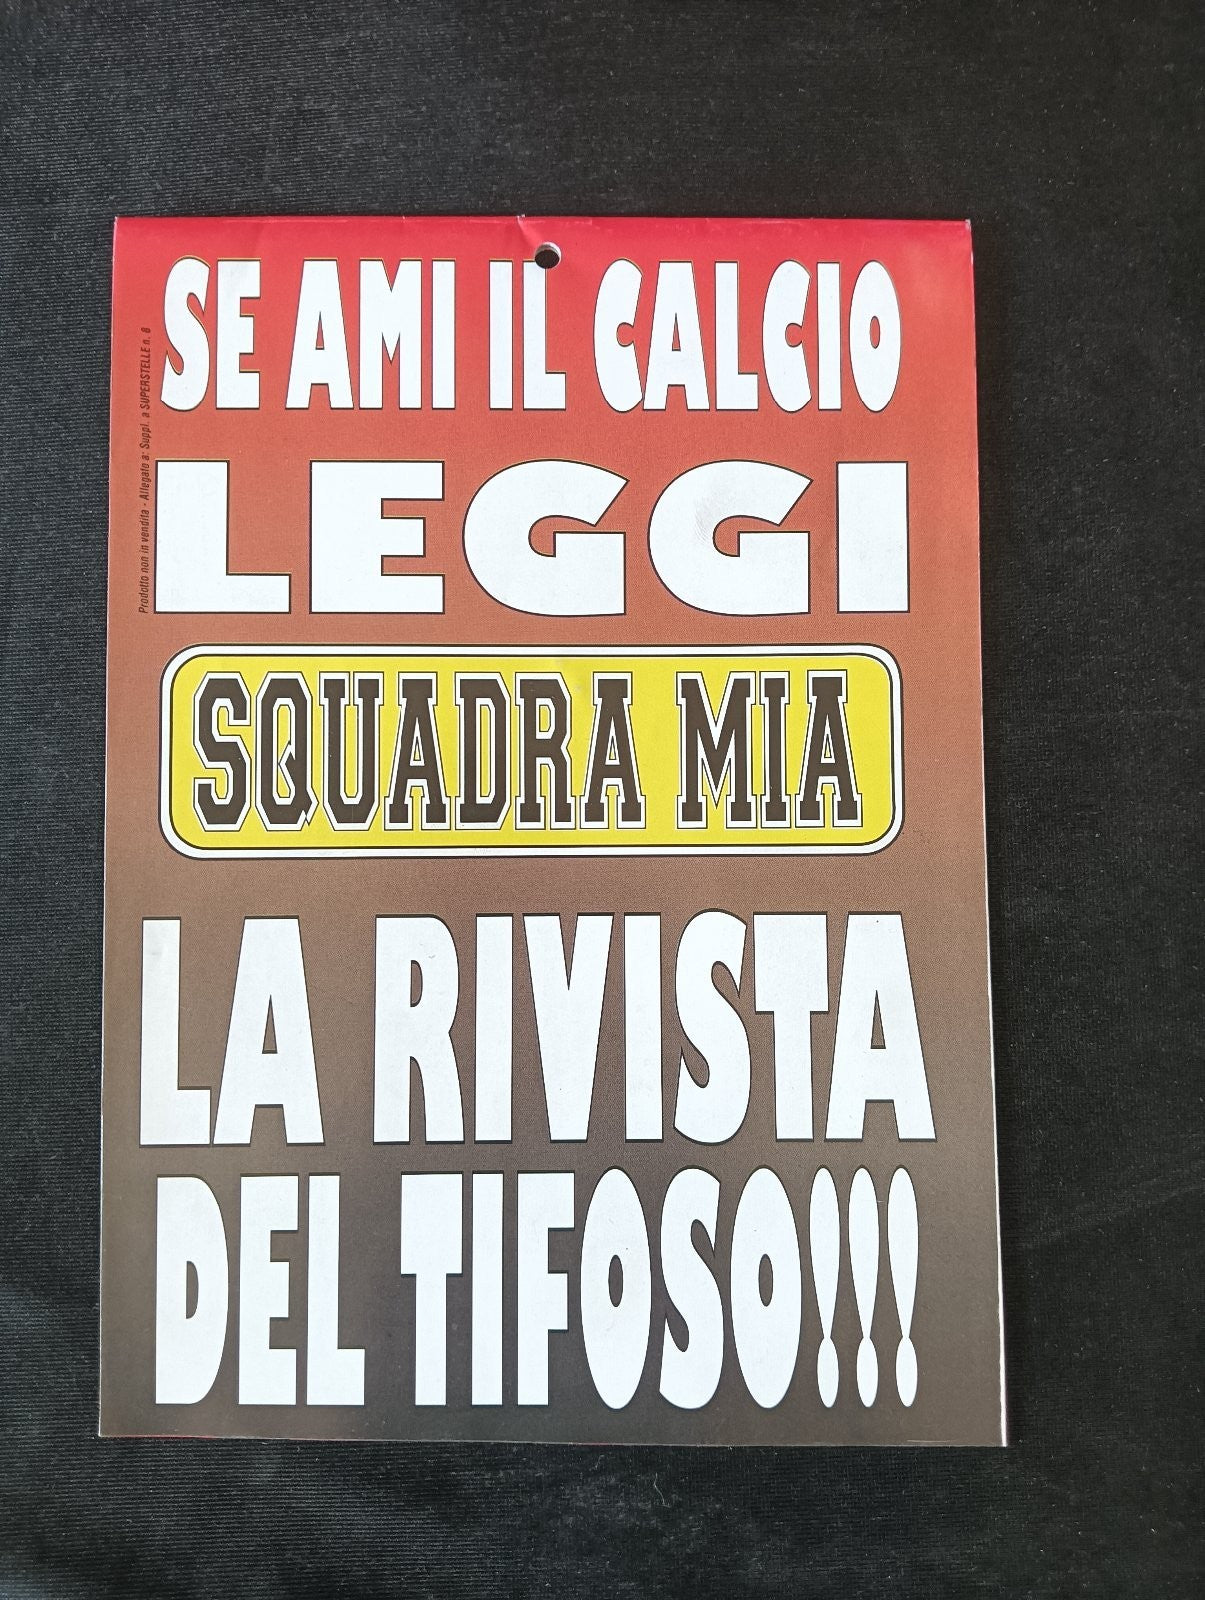 SE AMI IL CALCIO
LEGGI
SQUADRA MIA
LA RIVISTA
DEL TIFOSO!!!
Prodotto non in vendita - Allegato a: Suppl. a SUPERSTELLE n. 8